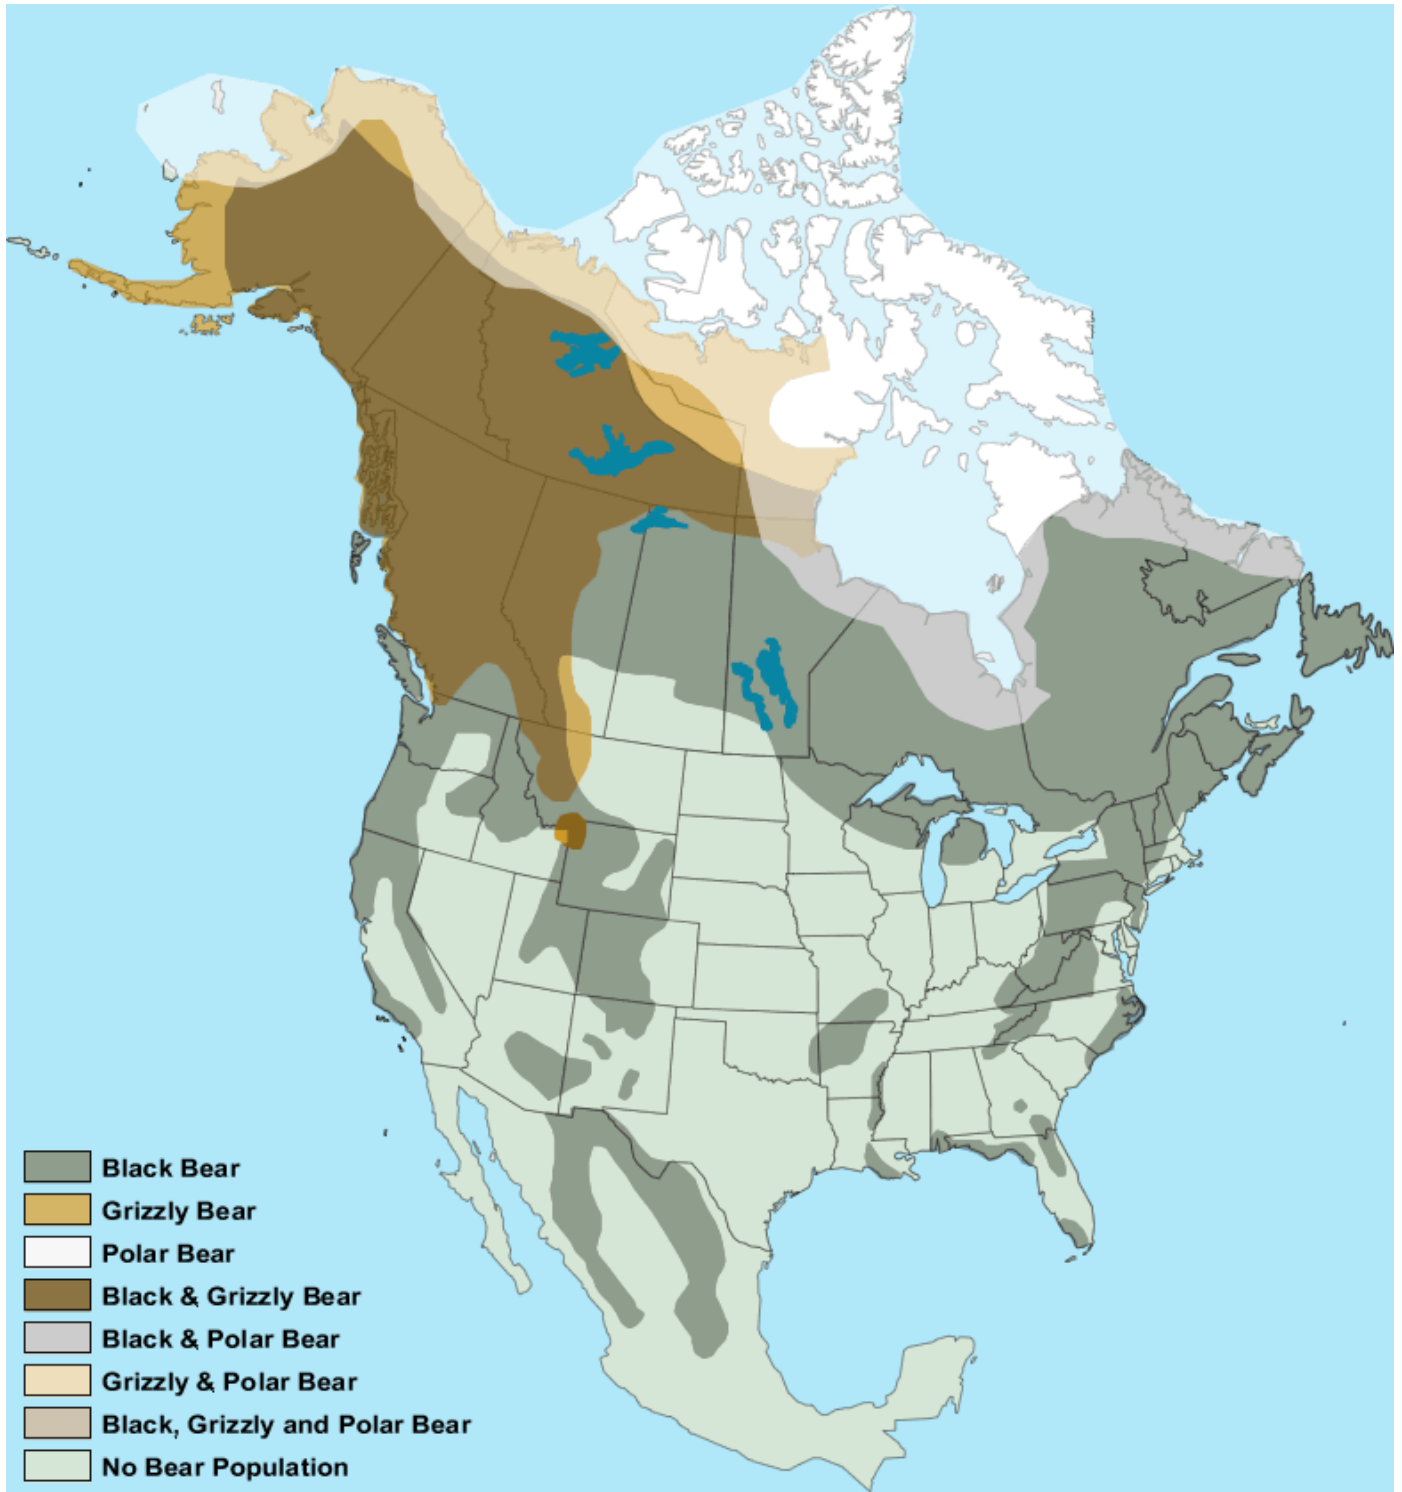 Black Bear
Grizzly Bear
Polar Bear
Black & Grizzly Bear
Black & Polar Bear
Grizzly & Polar Bear
Black, Grizzly and Polar Bear
No Bear Population